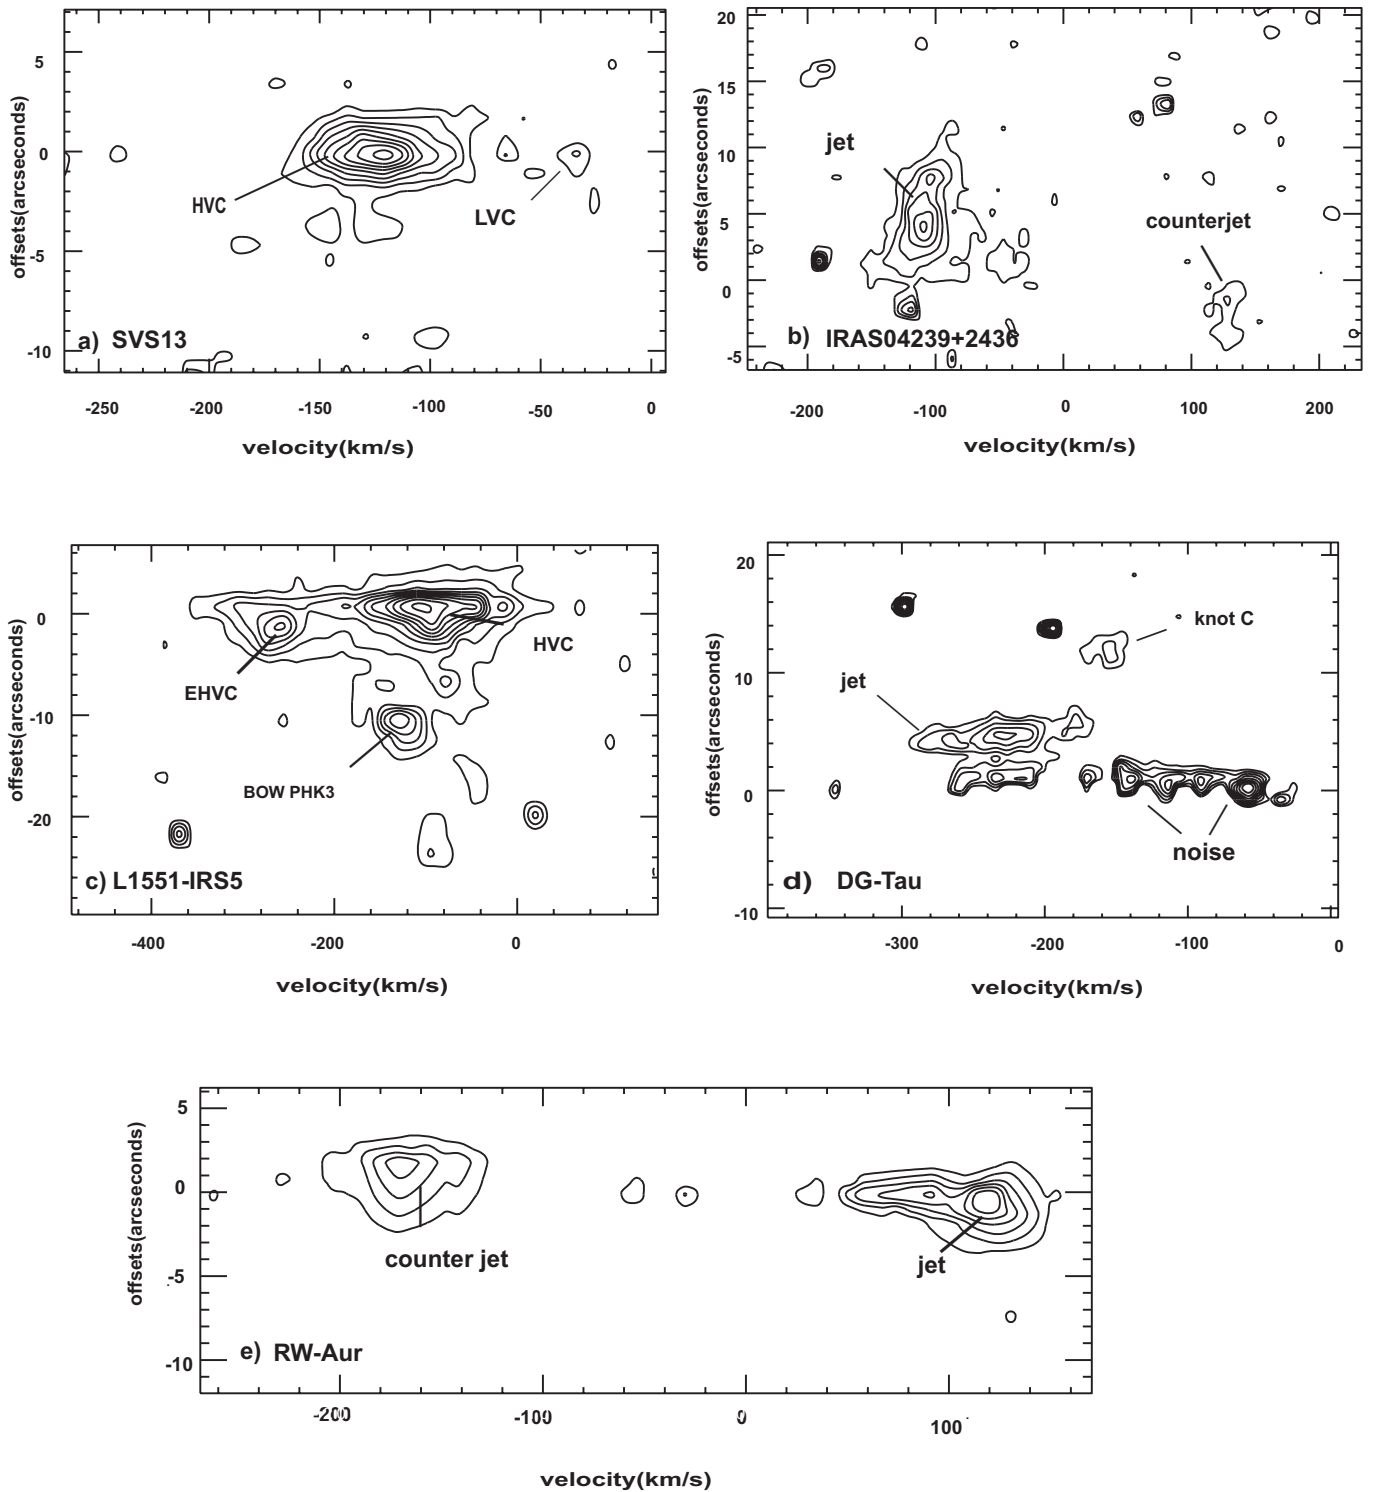 offsets(arcseconds)
5
0
-5
-10
HVC
LVC
a) SVS13
-250 -200 -150 -100 -50 0
velocity(km/s)
offsets(arcseconds)
20
15
10
5
0
-5
jet
counterjet
b) IRAS04239+2436
-200 -100 0 100 200
velocity(km/s)
offsets(arcseconds)
0
-10
-20
HVC
EHVC
BOW PHK3
c) L1551-IRS5
-400 -200 0
velocity(km/s)
offsets(arcseconds)
20
10
0
-10
knot C
jet
noise
d) DG-Tau
-300 -200 -100 0
velocity(km/s)
offsets(arcseconds)
5
0
-5
-10
counter jet
jet
e) RW-Aur
-200 -100 0 100
velocity(km/s)